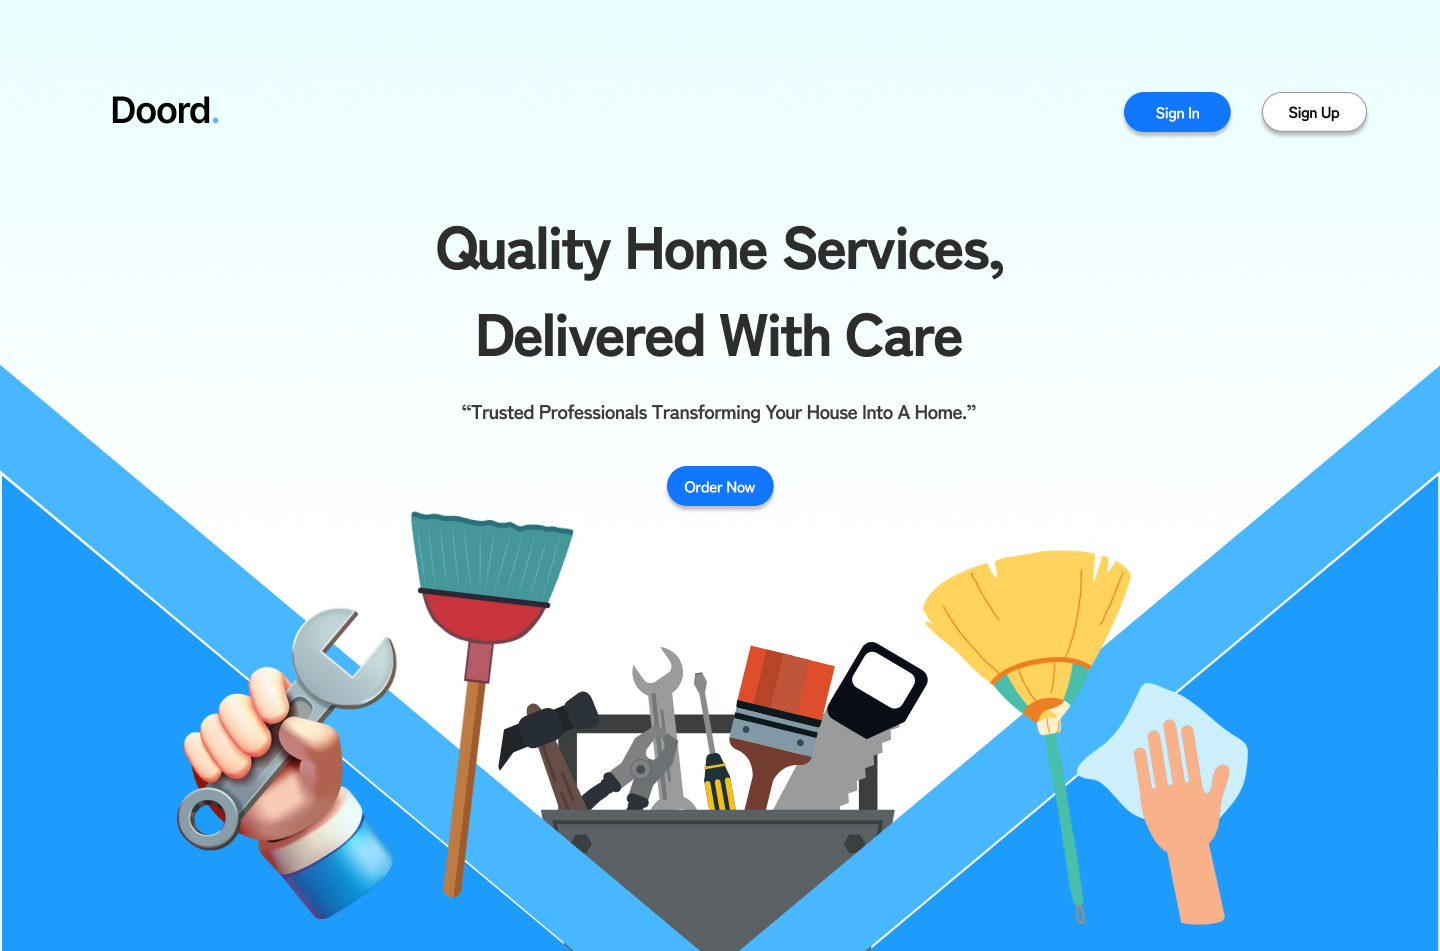 Doord.
Sign In
Sign Up
Quality Home Services,
Delivered With Care
“Trusted Professionals Transforming Your House Into A Home.”
Order Now